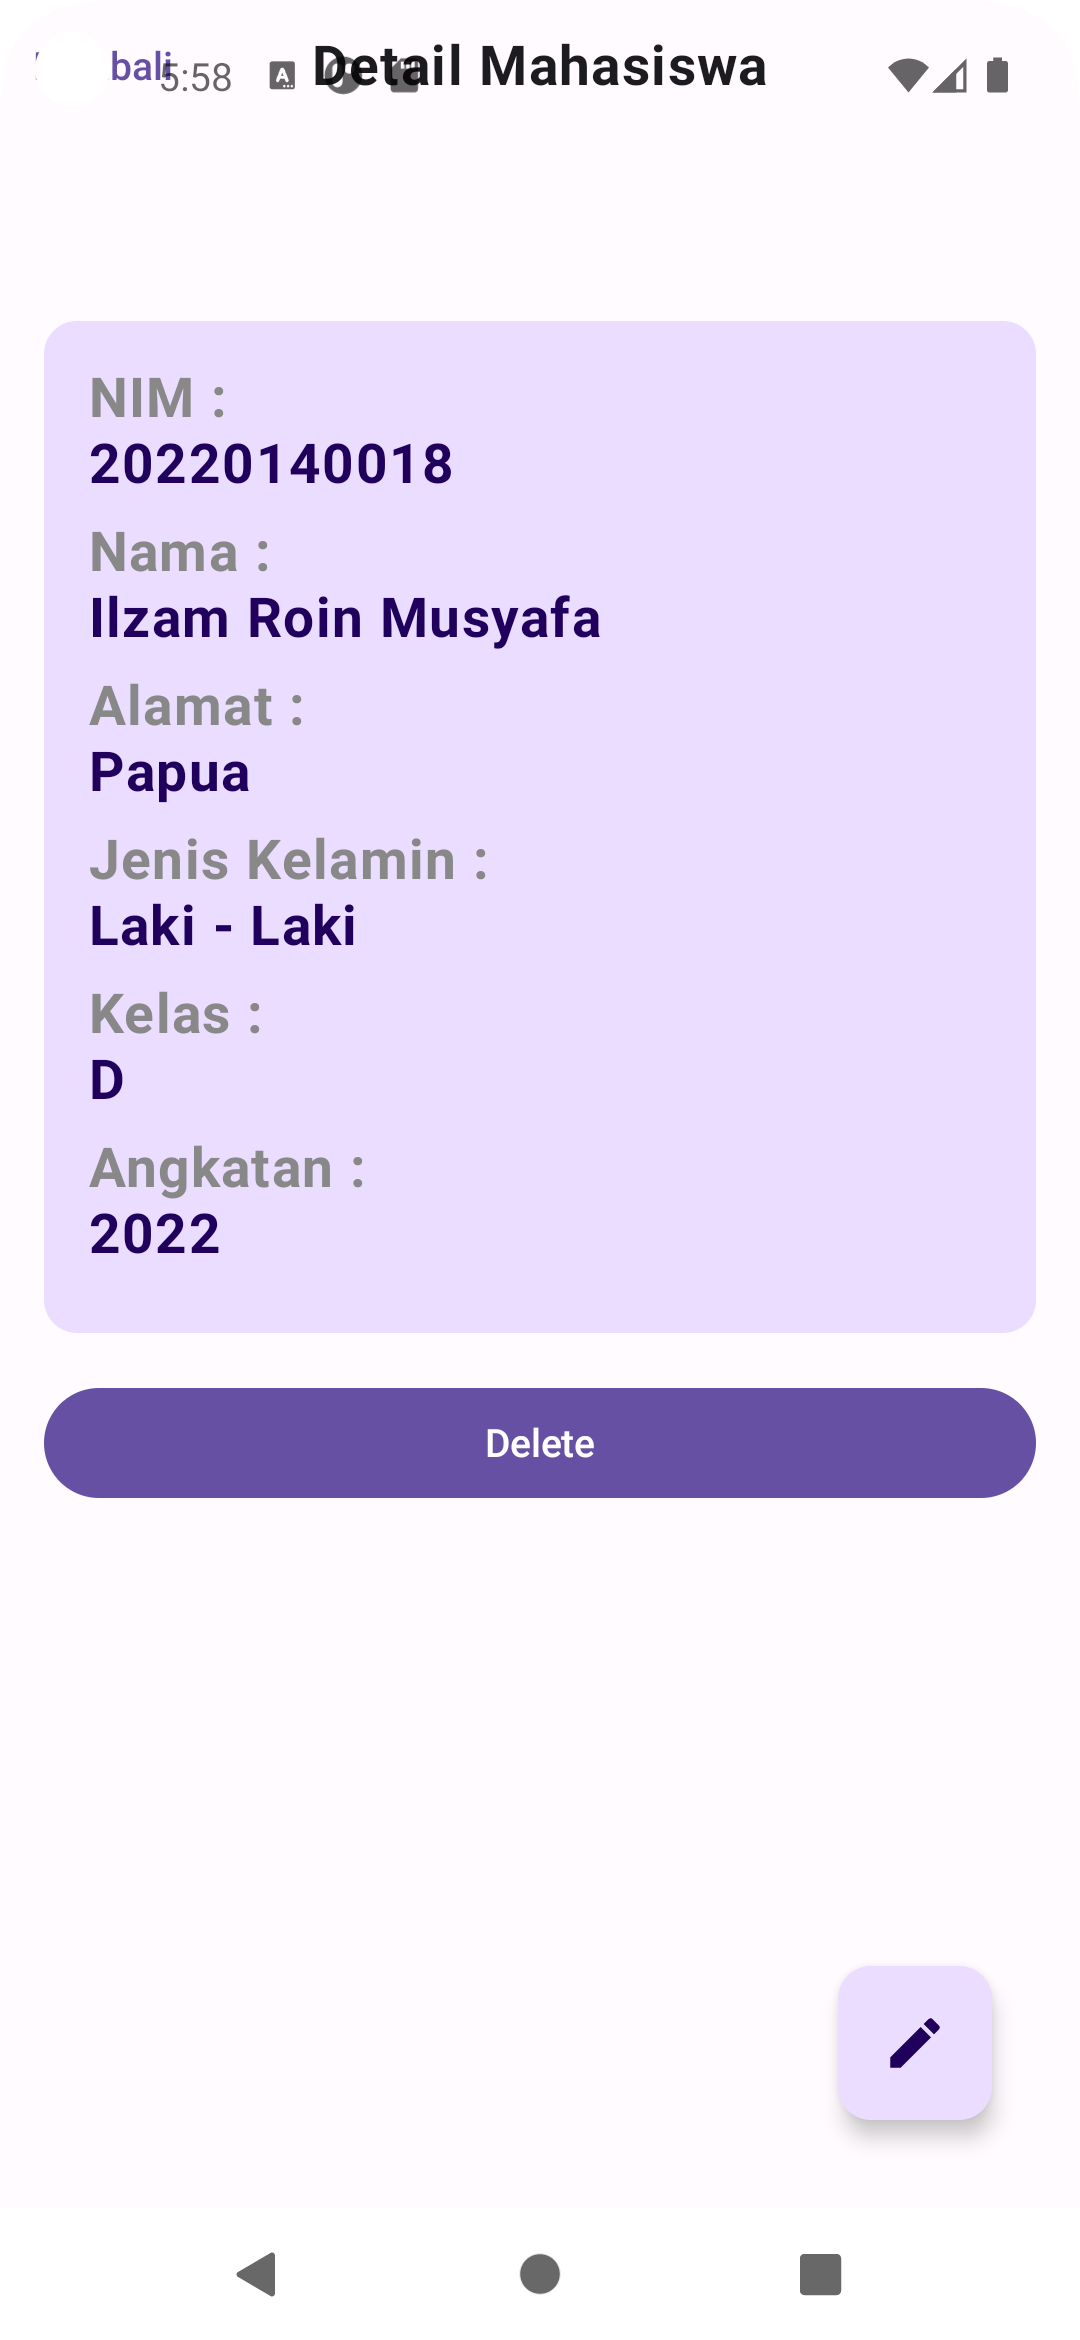 5:58
Detail Mahasiswa
NIM :
20220140018
Nama :
Ilzam Roin Musyafa
Alamat :
Papua
Jenis Kelamin :
Laki - Laki
Kelas :
D
Angkatan :
2022
Delete